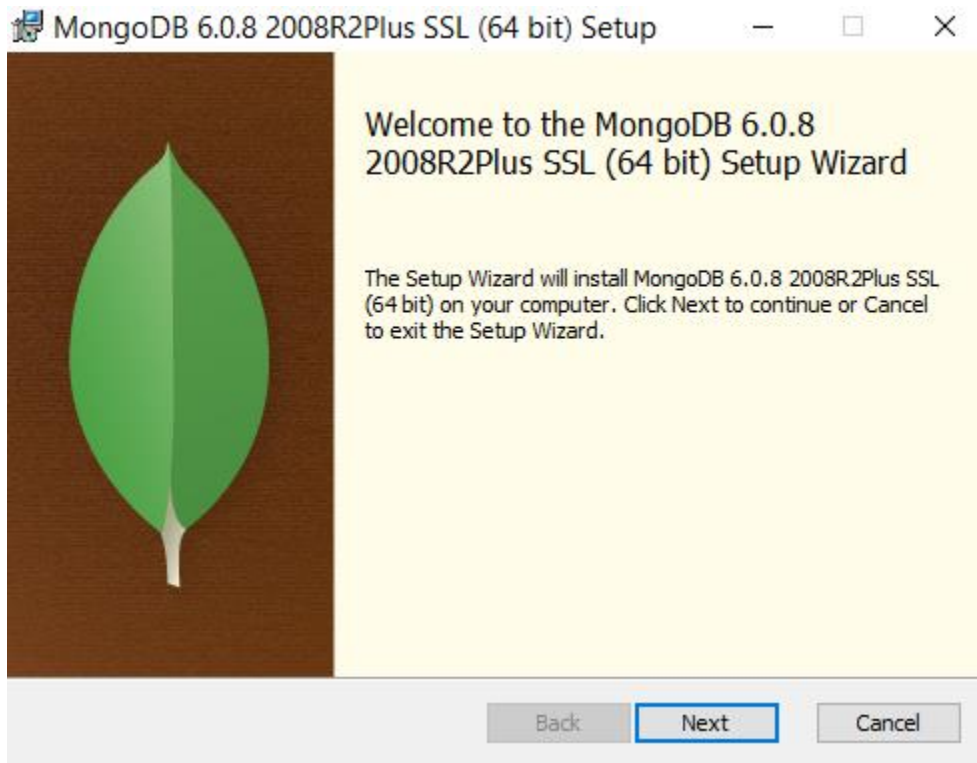 MongoDB 6.0.8 2008R2Plus SSL (64 bit) Setup
Welcome to the MongoDB 6.0.8
2008R2Plus SSL (64 bit) Setup Wizard
The Setup Wizard will install MongoDB 6.0.8 2008R2Plus SSL
(64 bit) on your computer. Click Next to continue or Cancel
to exit the Setup Wizard.
Back Next Cancel